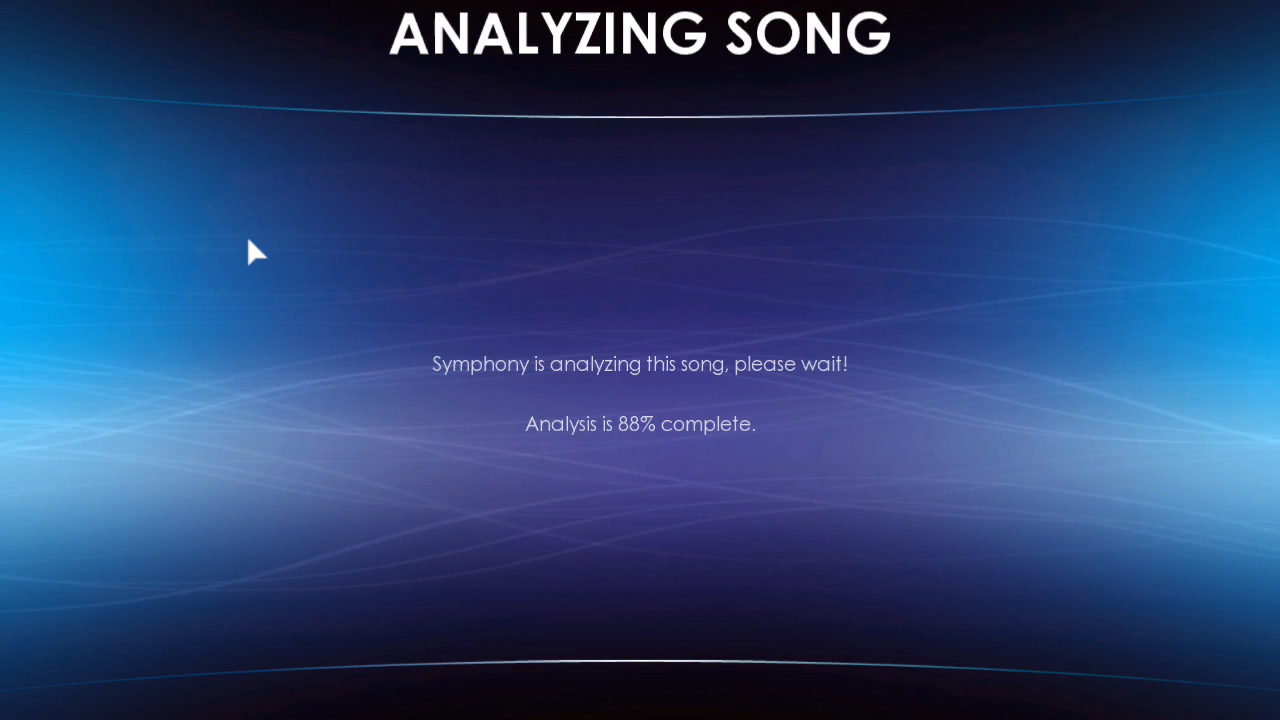 ANALYZING SONG
Symphony is analyzing this song, please wait!
Analysis is 88% complete.